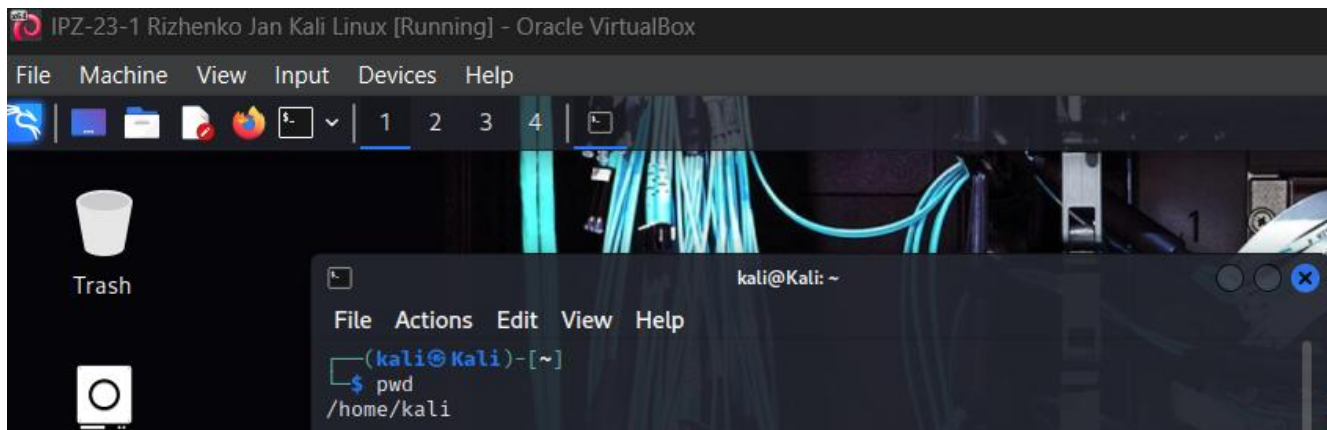 IPZ-23-1 Rizhenko Jan Kali Linux [Running] - Oracle VirtualBox
File Machine View Input Devices Help
1 2 3 4
Trash
kali@Kali: ~
File Actions Edit View Help
(kali㉿Kali)-[~]
$ pwd
/home/kali